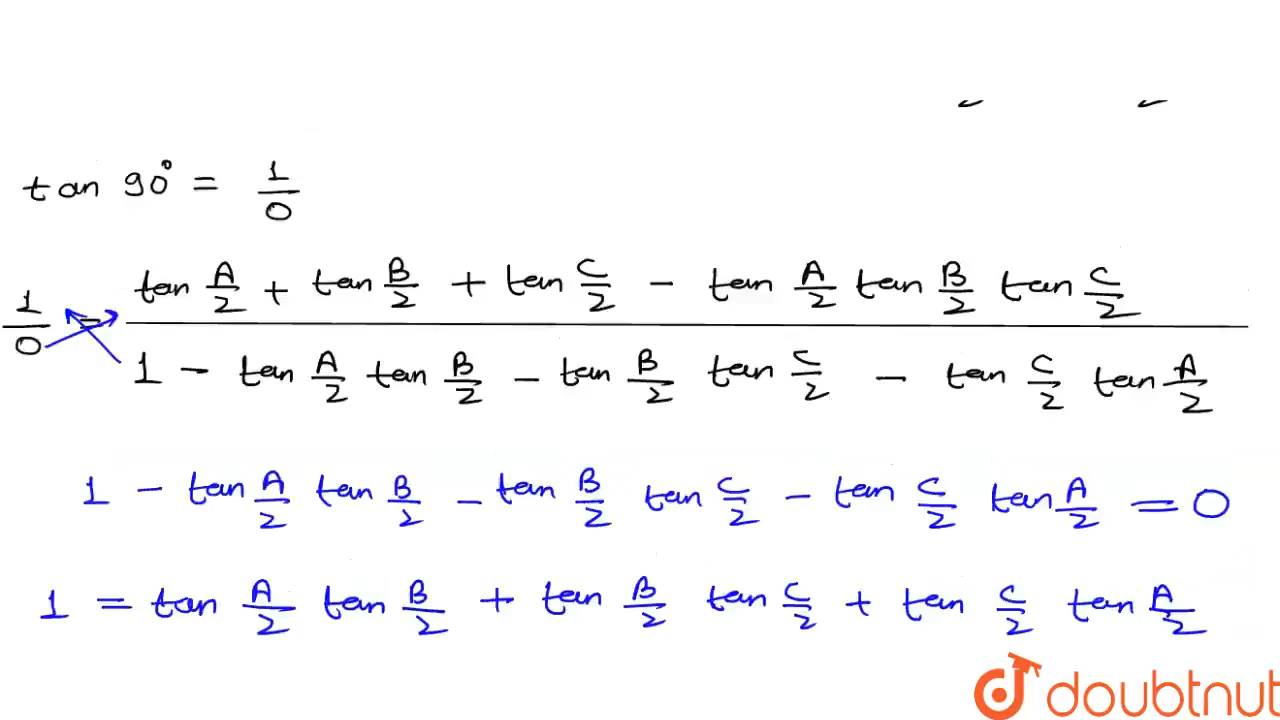 tan 90° = 1/0
1/0 = (tan A/2 + tan B/2 + tan C/2 - tan A/2 tan B/2 tan C/2) / (1 - tan A/2 tan B/2 - tan B/2 tan C/2 - tan C/2 tan A/2)
1 - tan A/2 tan B/2 - tan B/2 tan C/2 - tan C/2 tan A/2 = 0
1 = tan A/2 tan B/2 + tan B/2 tan C/2 + tan C/2 tan A/2
doubtnut